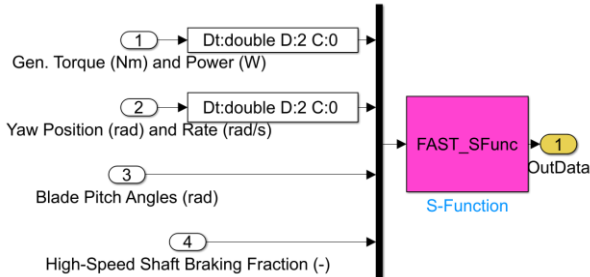 1
Dt:double D:2 C:0
Gen. Torque (Nm) and Power (W)
2
Dt:double D:2 C:0
Yaw Position (rad) and Rate (rad/s)
3
Blade Pitch Angles (rad)
4
High-Speed Shaft Braking Fraction (-)
FAST_SFunc
S-Function
1
OutData